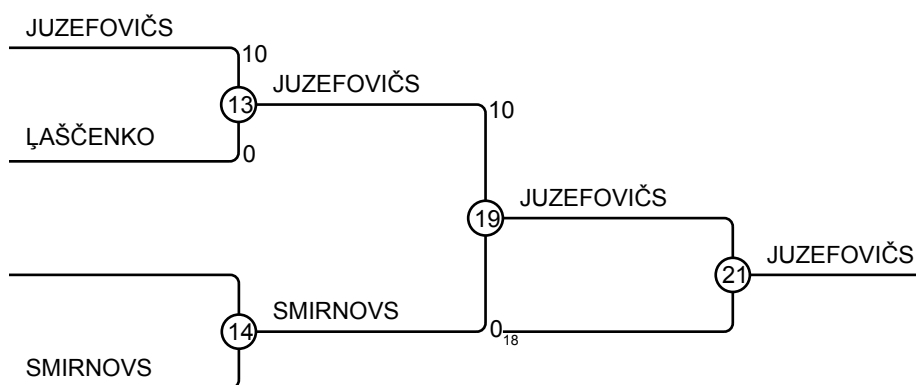 JUZEFOVIČS
10
13
JUZEFOVIČS
ĻAŠČENKO
0
10
19
JUZEFOVIČS
21
JUZEFOVIČS
14
SMIRNOVS
0 18
SMIRNOVS